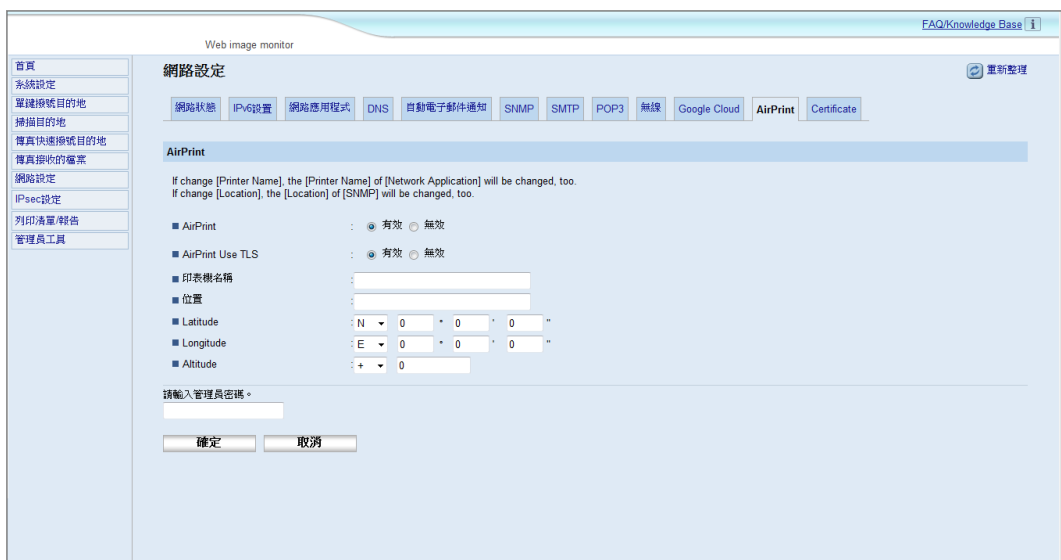 FAQ/Knowledge Base i
Web image monitor
首頁
系統設定
單鍵撥號目的地
掃描目的地
傳真快速撥號目的地
傳真接收的檔案
網路設定
IPsec設定
列印清單/報告
管理員工具
網路設定
重新整理
網路狀態 IPv6設置 網路應用程式 DNS 自動電子郵件通知 SNMP SMTP POP3 無線 Google Cloud AirPrint Certificate
AirPrint
If change [Printer Name], the [Printer Name] of [Network Application] will be changed, too.
If change [Location], the [Location] of [SNMP] will be changed, too.
AirPrint : 有效 無效
AirPrint Use TLS : 有效 無效
印表機名稱 :
位置 :
Latitude : N 0 ° 0 ' 0 "
Longitude : E 0 ° 0 ' 0 "
Altitude : + 0
請輸入管理員密碼。
確定 取消